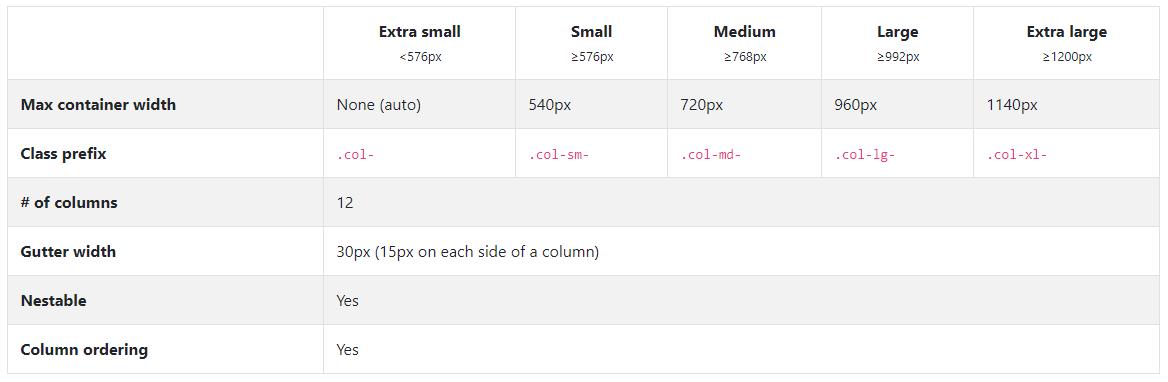 Extra small Small Medium Large Extra large
<576px ≥576px ≥768px ≥992px ≥1200px
Max container width None (auto) 540px 720px 960px 1140px
Class prefix .col- .col-sm- .col-md- .col-lg- .col-xl-
# of columns 12
Gutter width 30px (15px on each side of a column)
Nestable Yes
Column ordering Yes